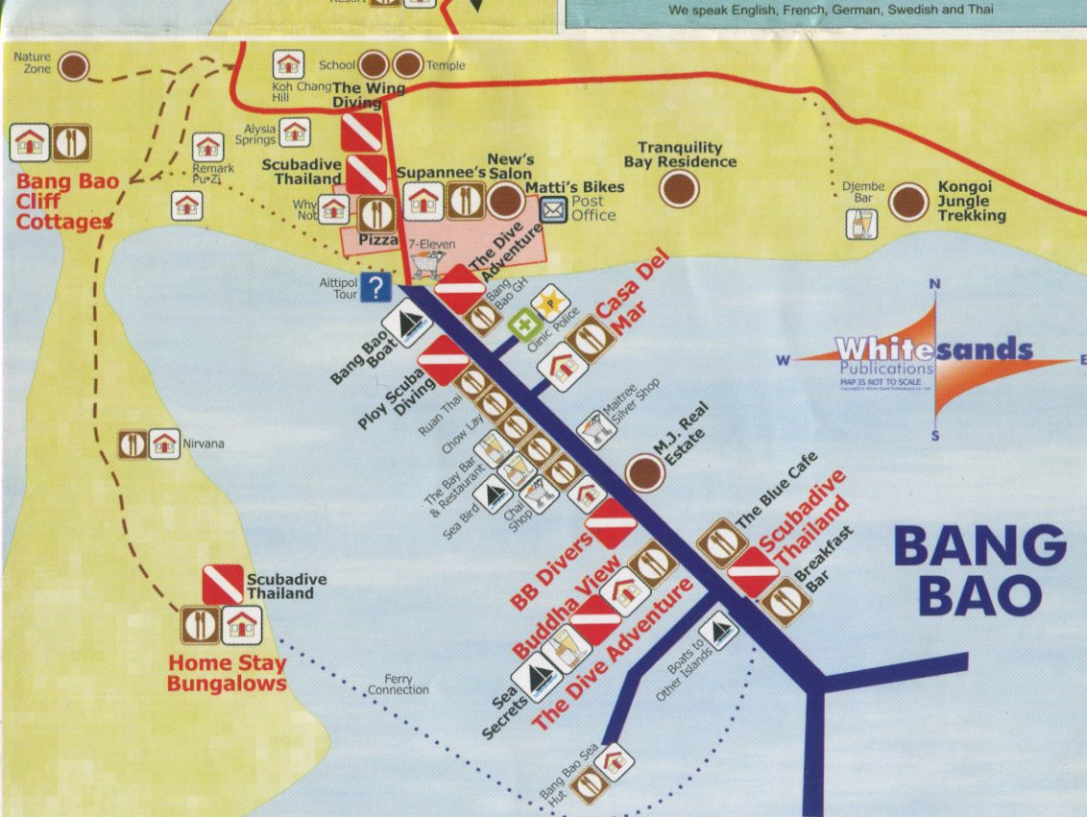 Resort
We speak English, French, German, Swedish and Thai
Nature
Zone
School
Temple
Koh Chang
Hill
The Wing
Diving
Alysia
Springs
Remark
Pu-Zi
Bang Bao
Cliff
Cottages
Scubadive
Thailand
Why
Not
Pizza
Supannee's
New's
Salon
Matti's Bikes
Post
Office
Tranquility
Bay Residence
Djembe
Bar
Kongoi
Jungle
Trekking
7-Eleven
The Dive
Adventure
Aittipol
Tour
?
Bang
Bao GH
P
Clinic Police
Casa Del
Mar
Bang Bao
Boat
Ploy Scuba
Diving
Ruan Thai
Chow Lay
The Bay Bar
& Restaurant
Sea Bird
Chai
Shop
Maitree
Silver Shop
M.J. Real
Estate
N
W
E
S
Whitesands
Publications
MAP IS NOT TO SCALE
Nirvana
BB Divers
Buddha View
The Dive Adventure
Sea
Secrets
The Blue Cafe
Scubadive
Thailand
Breakfast
Bar
BANG
BAO
Scubadive
Thailand
Home Stay
Bungalows
Ferry
Connection
Boats to
Other Islands
Bang Bao Sea
Hut